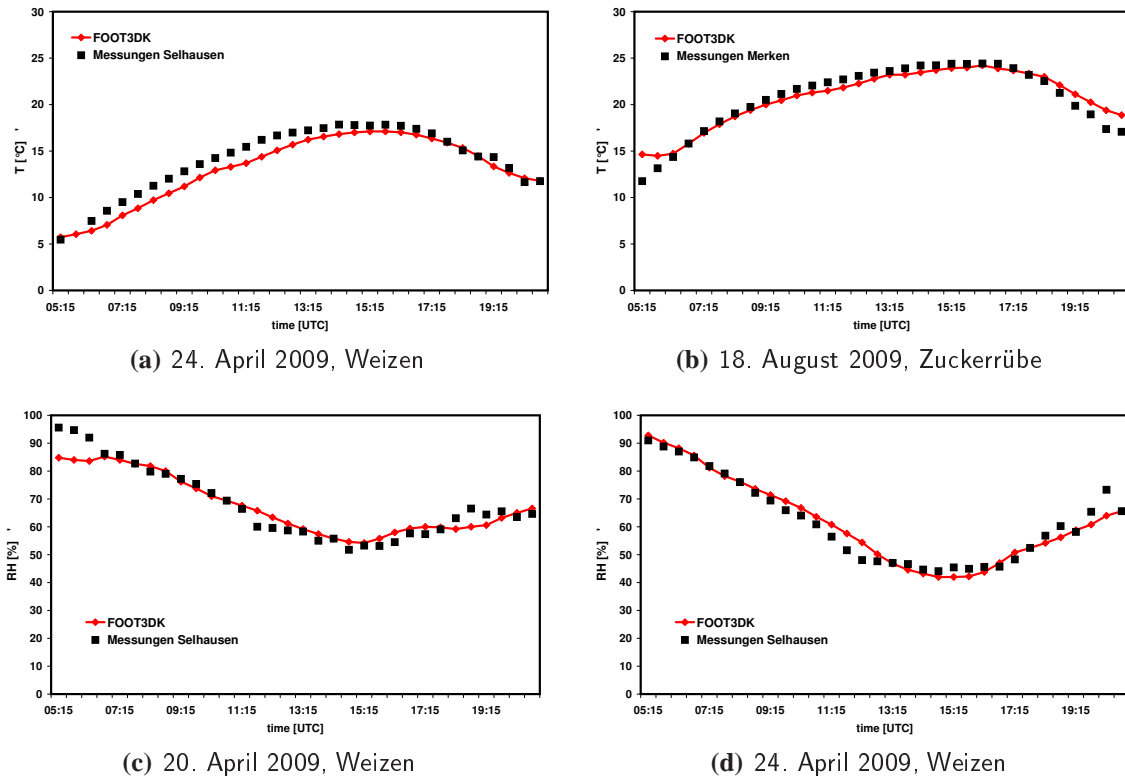 30
25
20
15
10
5
0
T [°C] '
FOOT3DK
Messungen Selhausen
05:15 07:15 09:15 11:15 13:15 15:15 17:15 19:15
time [UTC]
(a) 24. April 2009, Weizen
30
25
20
15
10
5
0
T [°C] '
FOOT3DK
Messungen Merken
05:15 07:15 09:15 11:15 13:15 15:15 17:15 19:15
time [UTC]
(b) 18. August 2009, Zuckerrübe
100
90
80
70
60
50
40
30
20
10
0
RH [%] '
FOOT3DK
Messungen Selhausen
05:15 07:15 09:15 11:15 13:15 15:15 17:15 19:15
time [UTC]
(c) 20. April 2009, Weizen
100
90
80
70
60
50
40
30
20
10
0
RH [%] '
FOOT3DK
Messungen Selhausen
05:15 07:15 09:15 11:15 13:15 15:15 17:15 19:15
time [UTC]
(d) 24. April 2009, Weizen